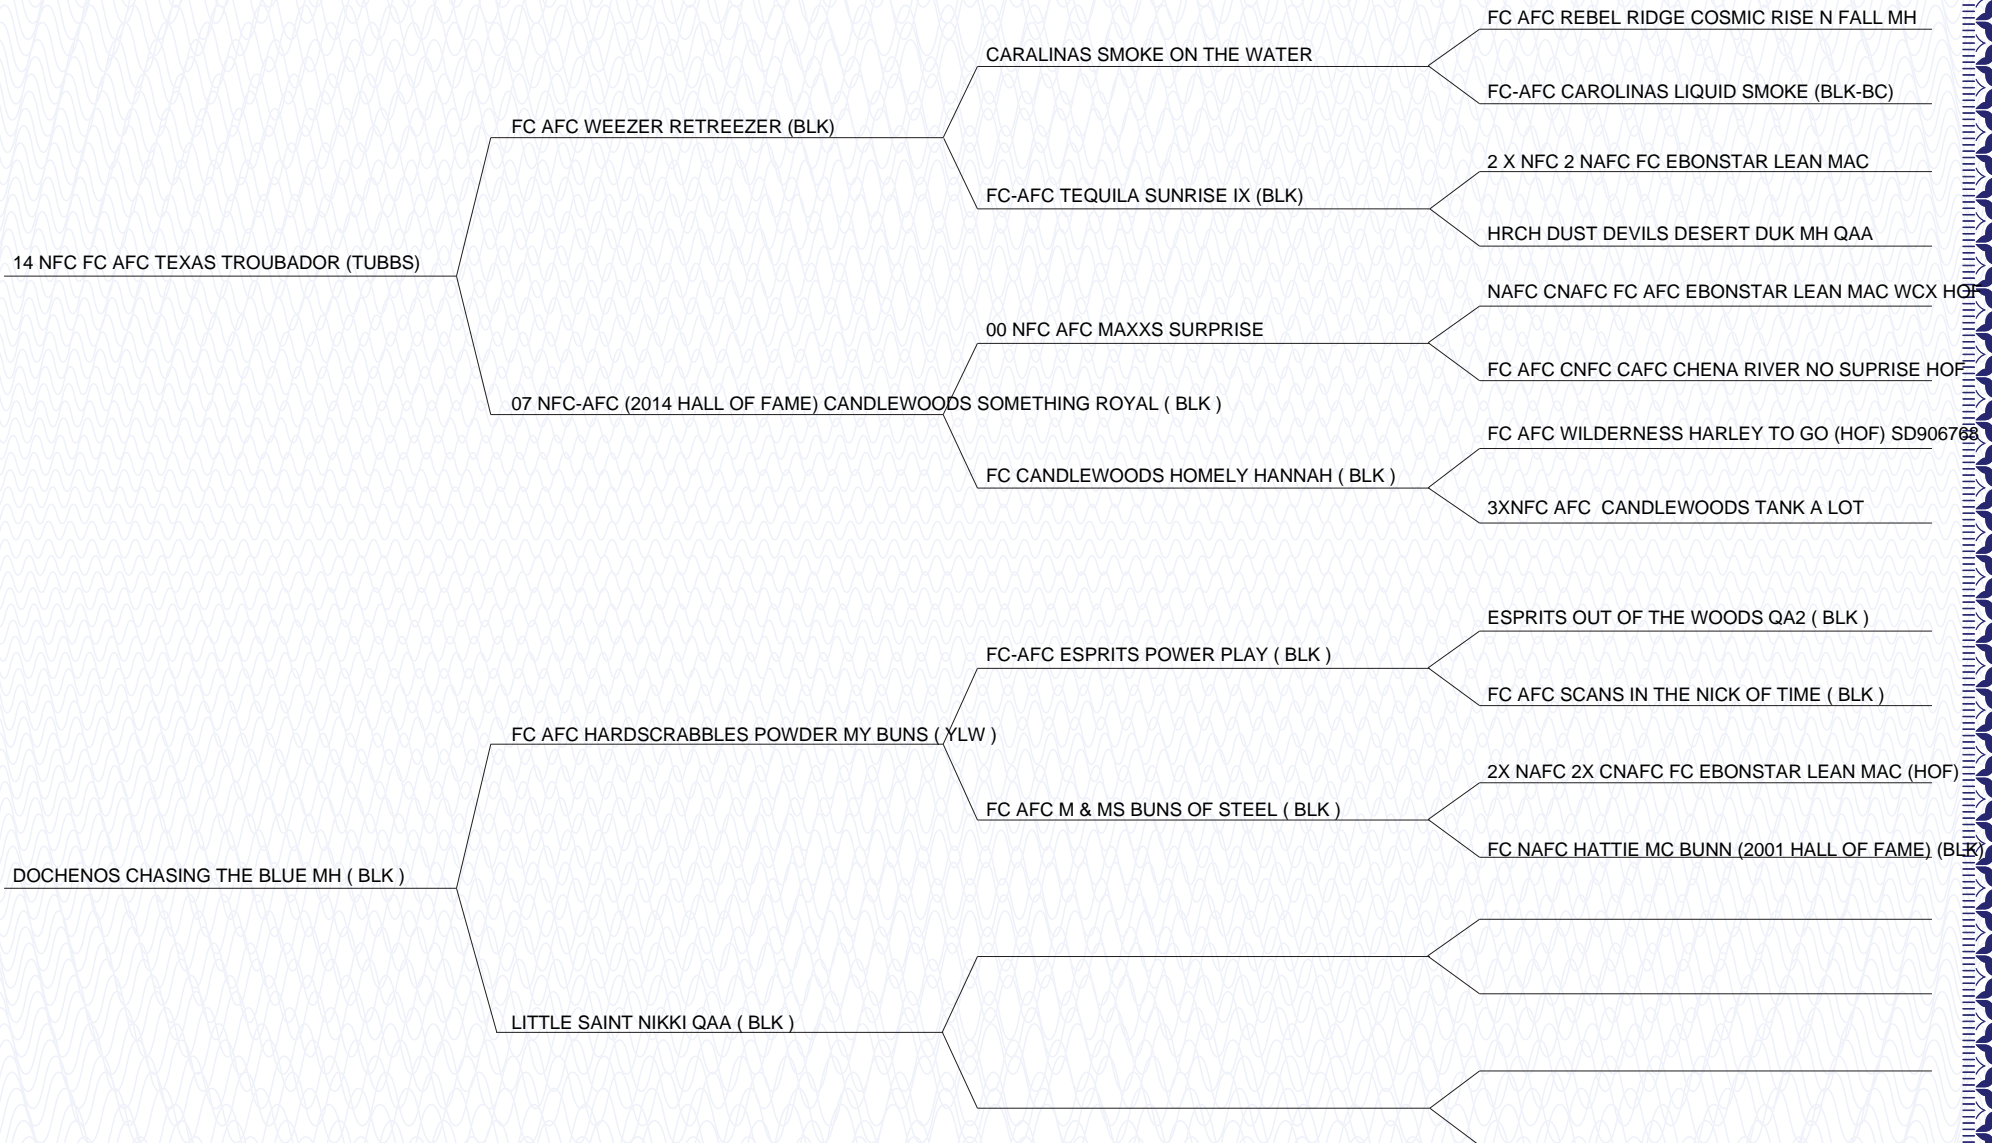 FC AFC REBEL RIDGE COSMIC RISE N FALL MH
CARALINAS SMOKE ON THE WATER
FC-AFC CAROLINAS LIQUID SMOKE (BLK-BC)
FC AFC WEEZER RETREEZER (BLK)
2 X NFC 2 NAFC FC EBONSTAR LEAN MAC
FC-AFC TEQUILA SUNRISE IX (BLK)
HRCH DUST DEVILS DESERT DUK MH QAA
14 NFC FC AFC TEXAS TROUBADOR (TUBBS)
NAFC CNAFC FC AFC EBONSTAR LEAN MAC WCX HOF
00 NFC AFC MAXXS SURPRISE
FC AFC CNFC CAFC CHENA RIVER NO SUPRISE HOF
07 NFC-AFC (2014 HALL OF FAME) CANDLEWOODS SOMETHING ROYAL ( BLK )
FC AFC WILDERNESS HARLEY TO GO (HOF) SD906768
FC CANDLEWOODS HOMELY HANNAH ( BLK )
3XNFC AFC  CANDLEWOODS TANK A LOT
ESPRITS OUT OF THE WOODS QA2 ( BLK )
FC-AFC ESPRITS POWER PLAY ( BLK )
FC AFC SCANS IN THE NICK OF TIME ( BLK )
FC AFC HARDSCRABBLES POWDER MY BUNS ( YLW )
2X NAFC 2X CNAFC FC EBONSTAR LEAN MAC (HOF)
FC AFC M & MS BUNS OF STEEL ( BLK )
FC NAFC HATTIE MC BUNN (2001 HALL OF FAME) (BLK)
DOCHENOS CHASING THE BLUE MH ( BLK )
LITTLE SAINT NIKKI QAA ( BLK )